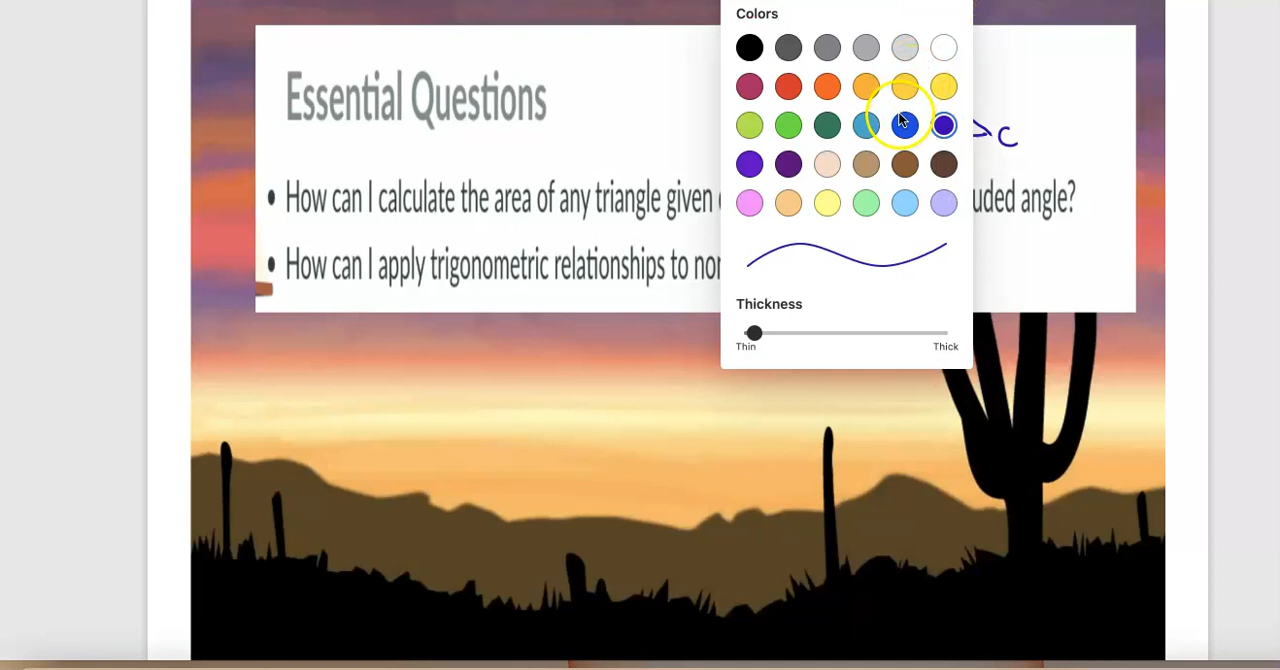 Colors
Essential Questions
C
• How can I calculate the area of any triangle given uded angle?
• How can I apply trigonometric relationships to
Thickness
Thin Thick